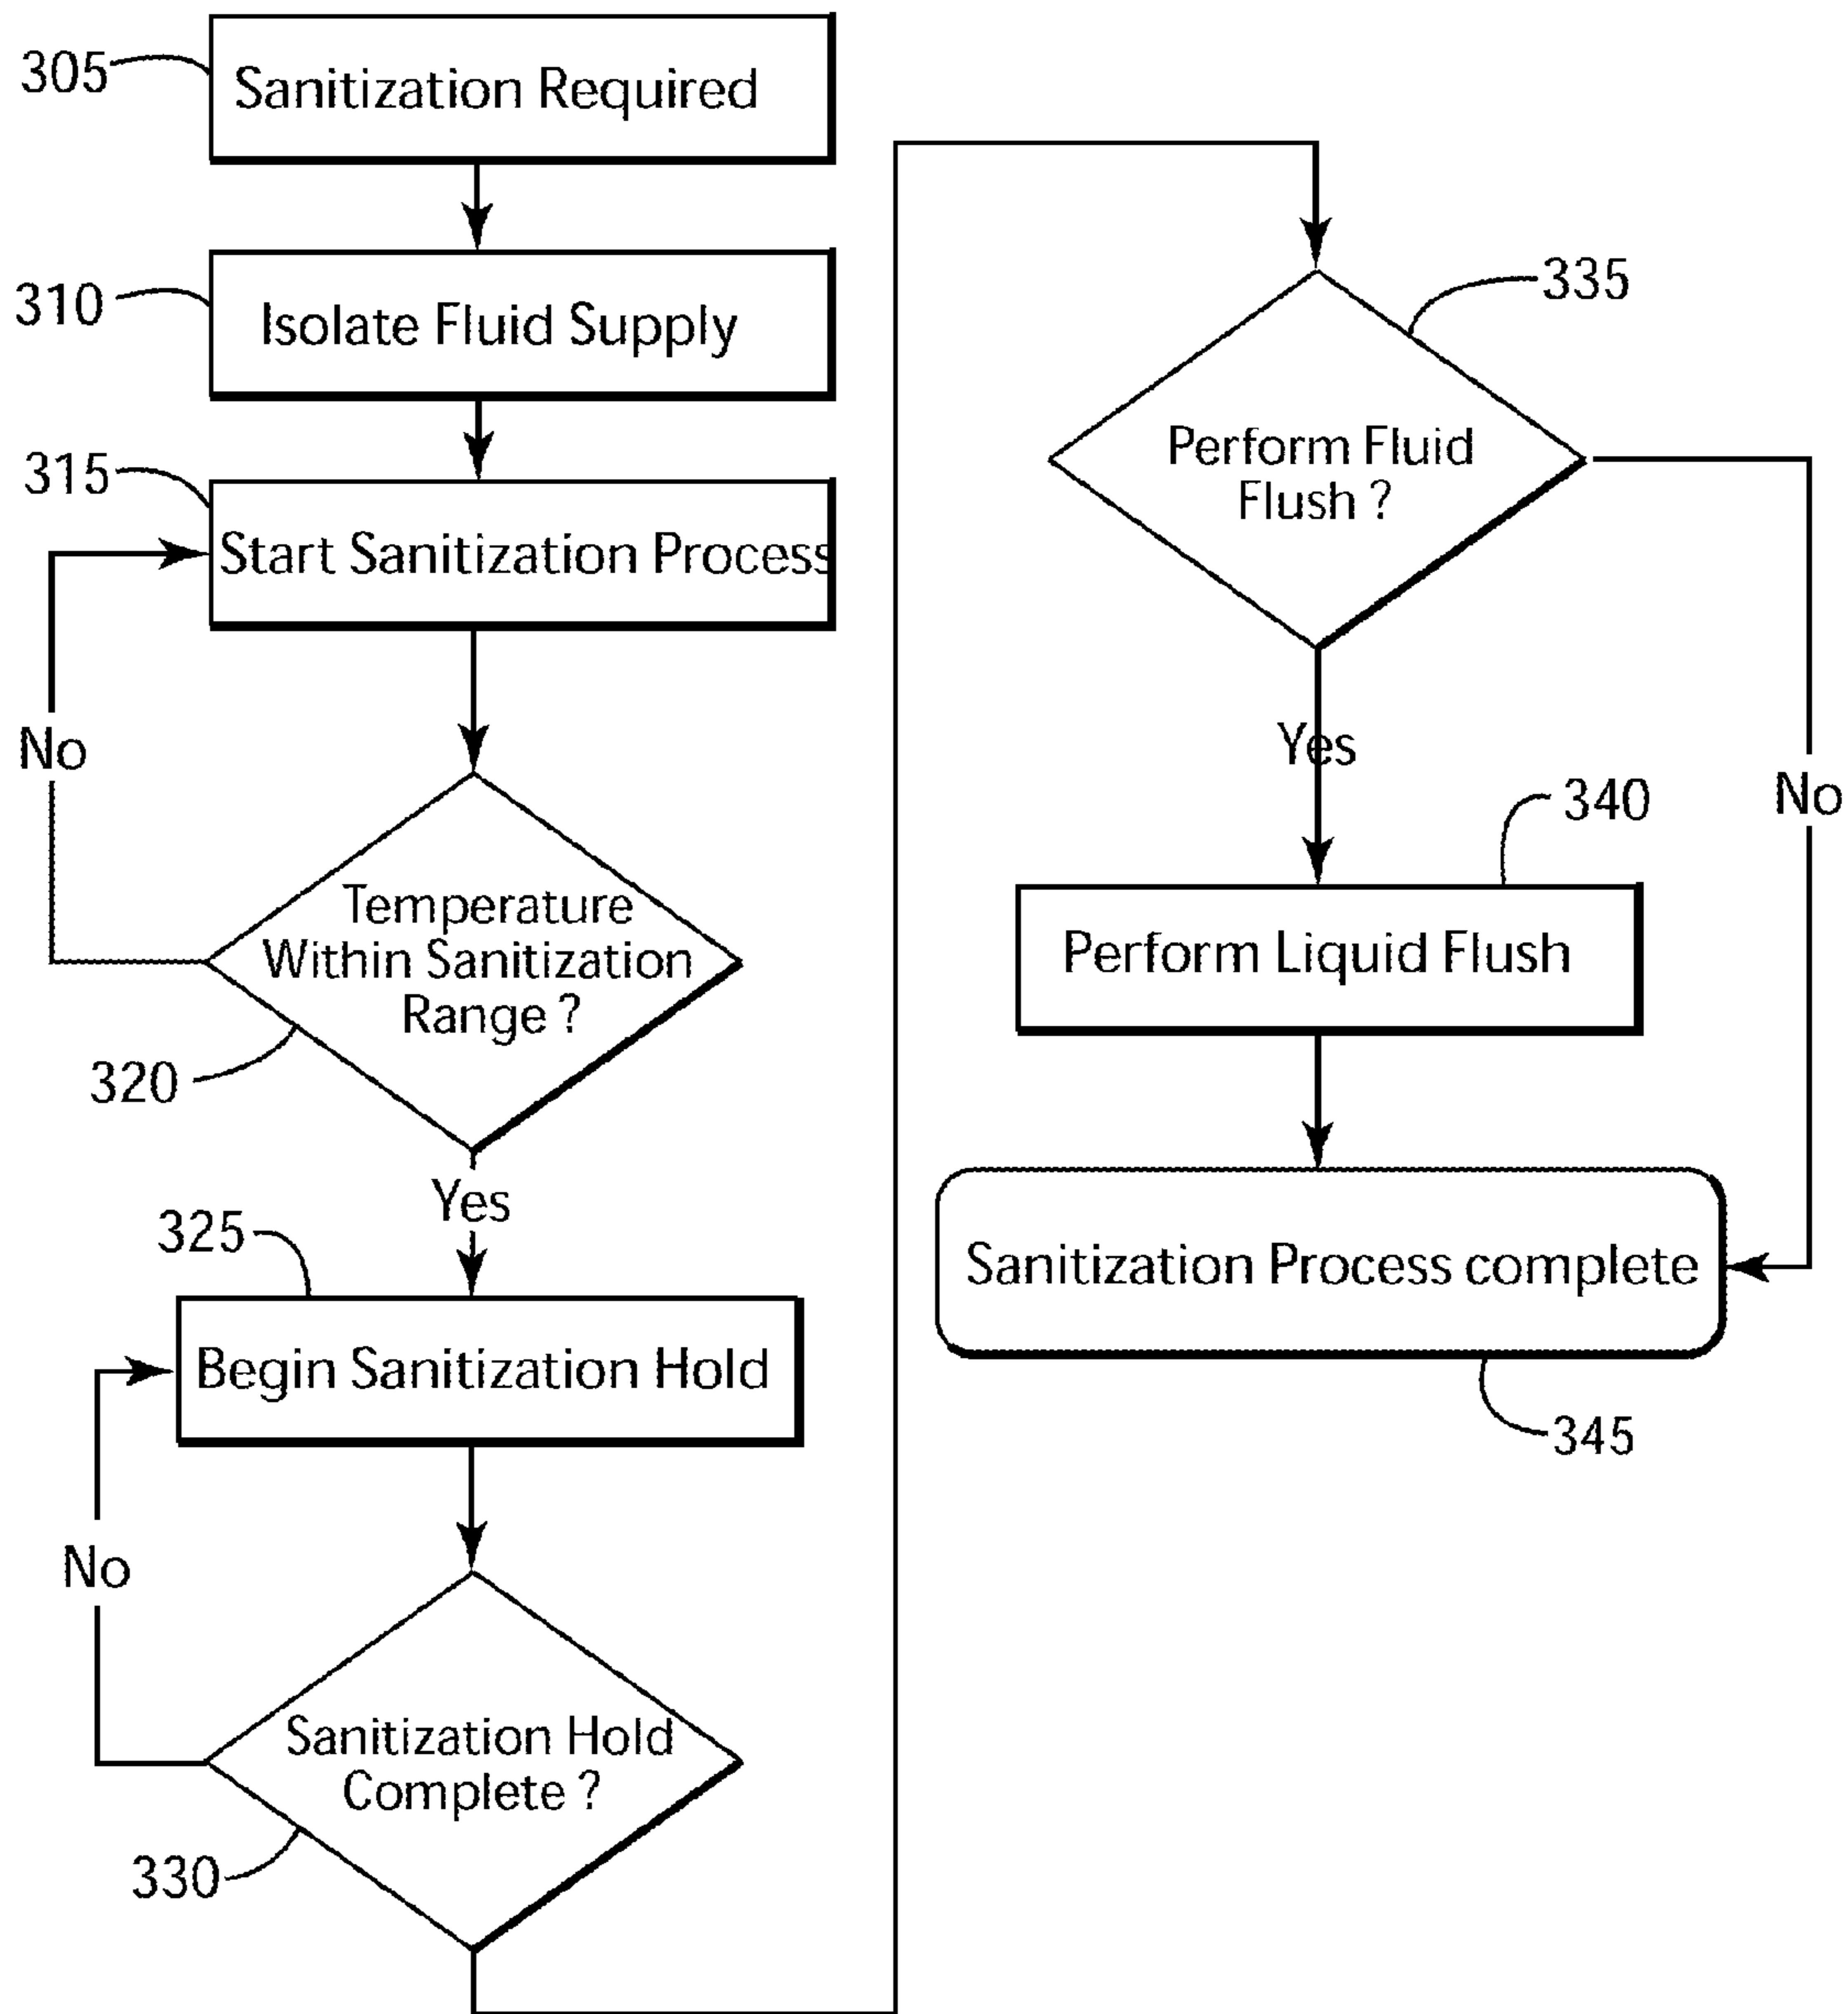 305
Sanitization Required
310
Isolate Fluid Supply
315
Start Sanitization Process
No
Temperature
Within Sanitization
Range ?
320
Yes
325
Begin Sanitization Hold
No
Sanitization Hold
Complete ?
330
335
Perform Fluid
Flush ?
Yes
No
340
Perform Liquid Flush
Sanitization Process complete
345